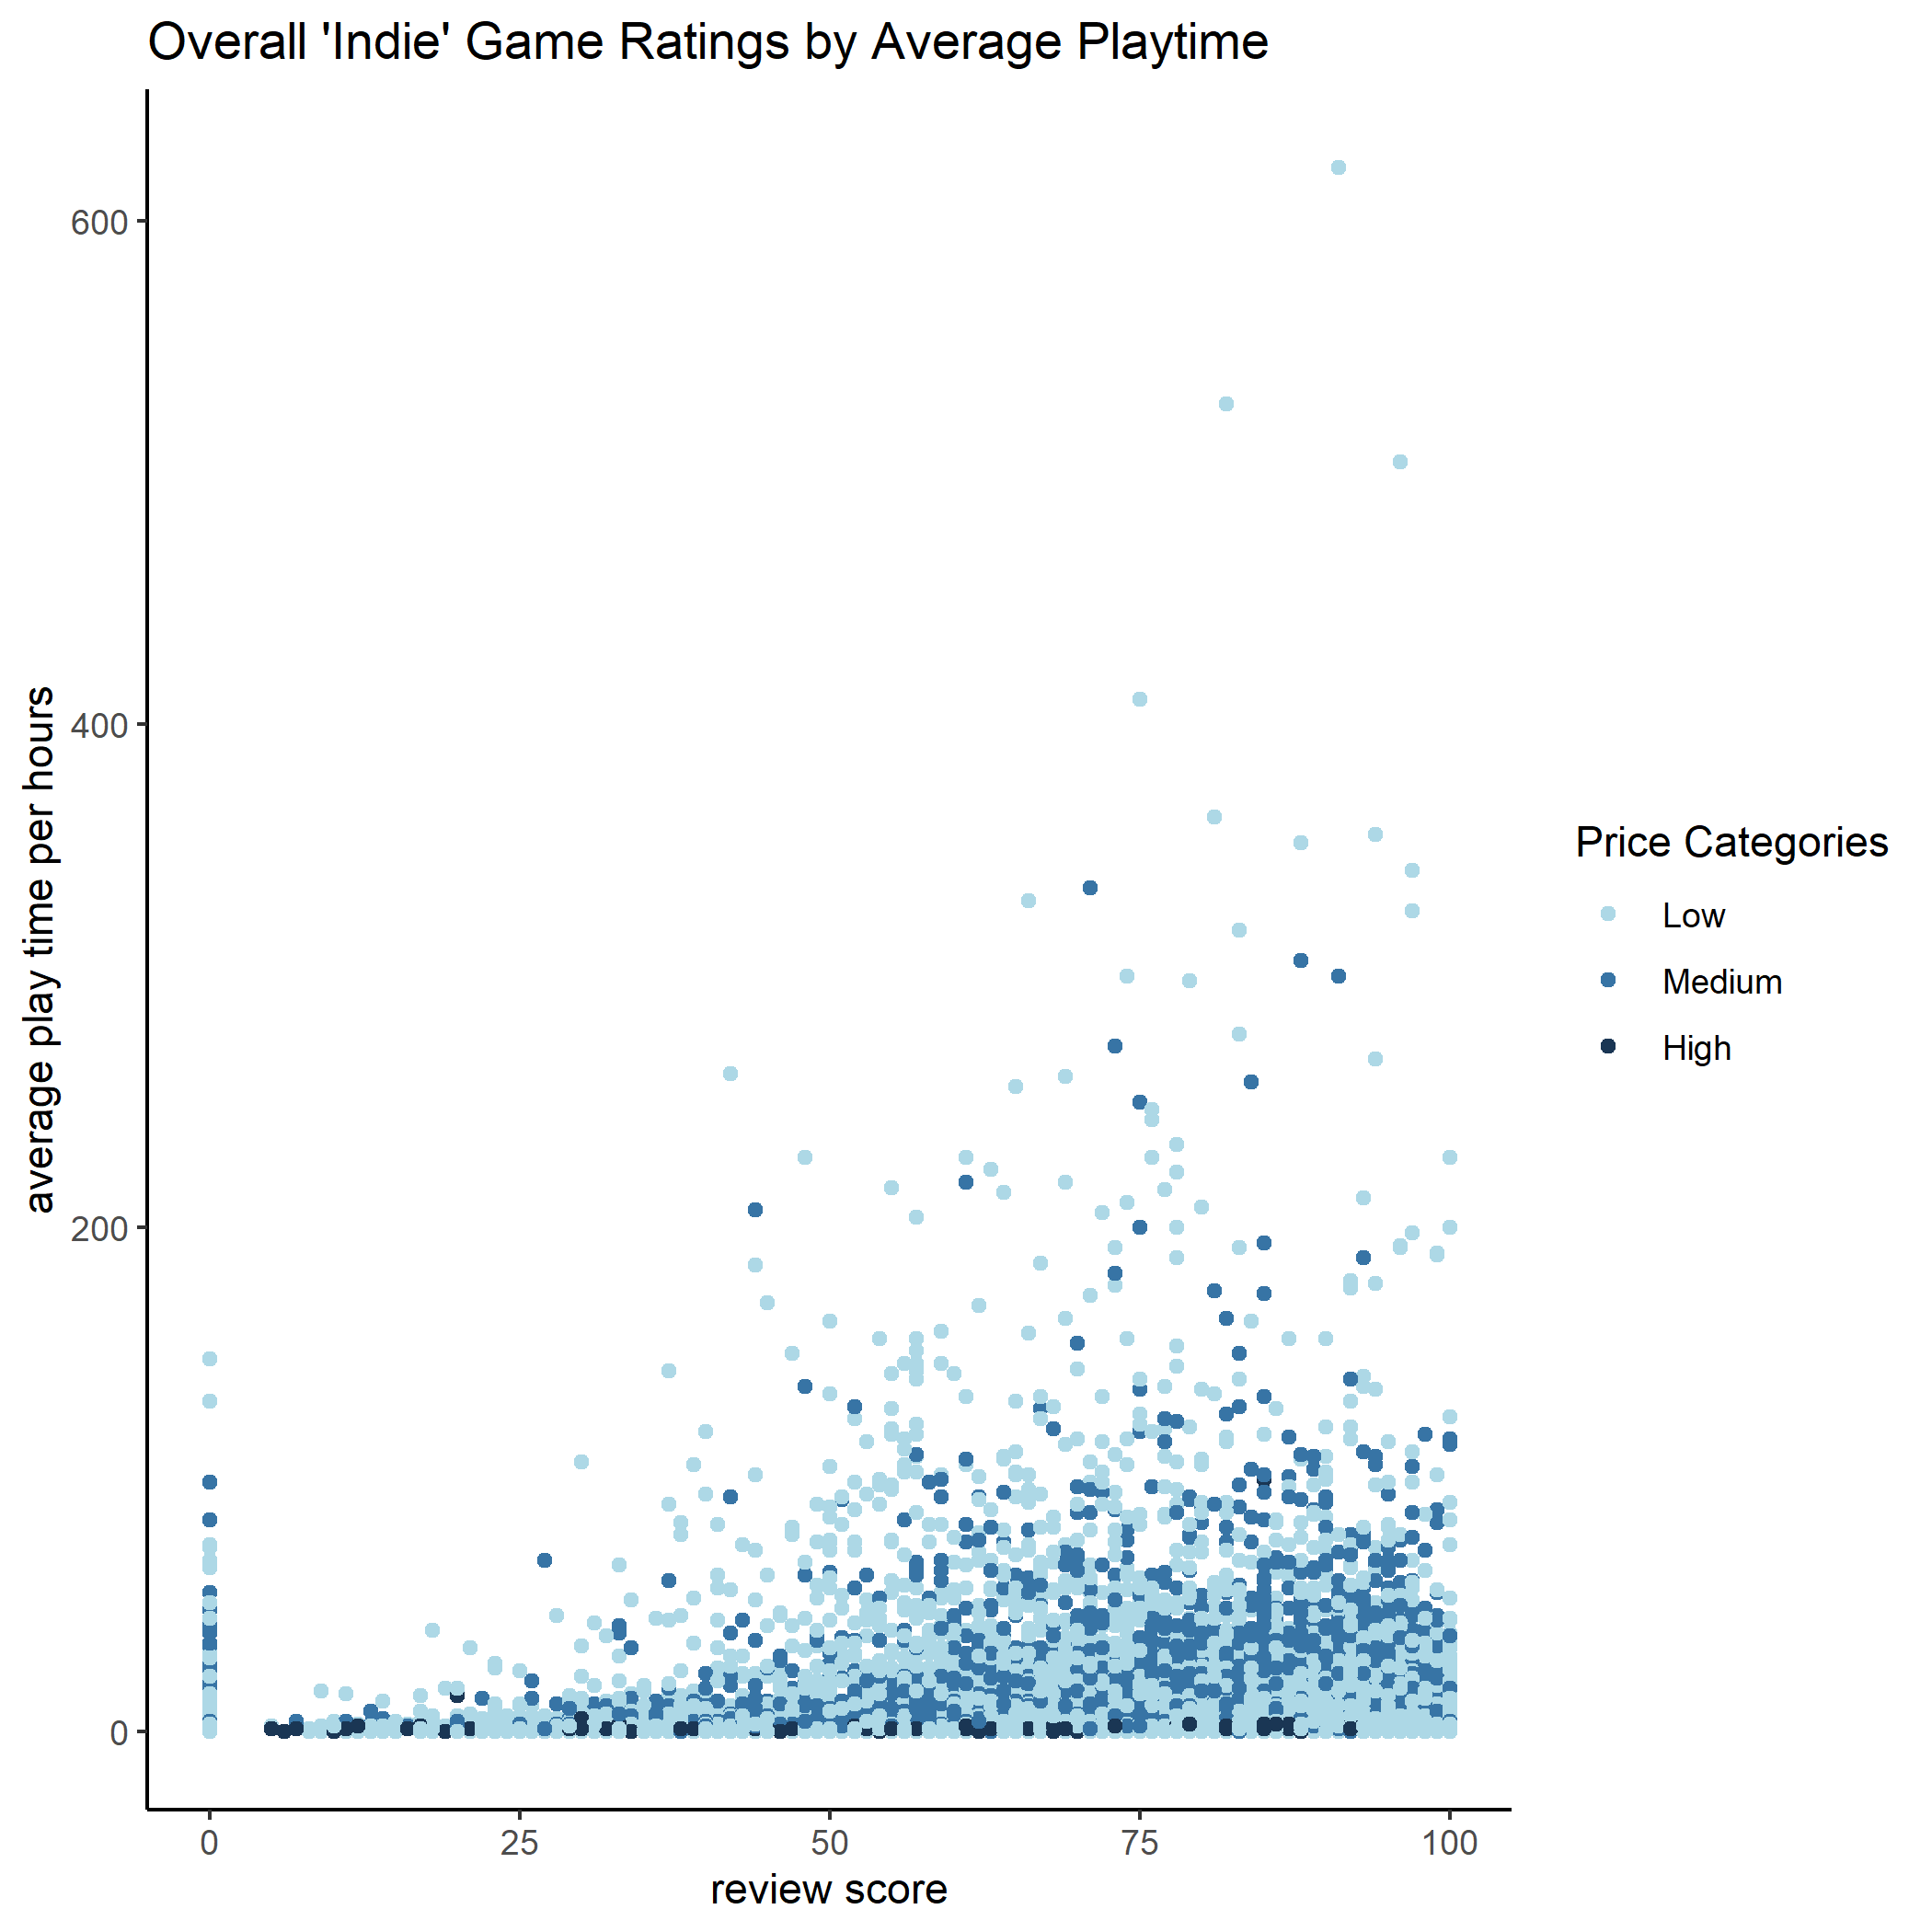 Overall 'Indie' Game Ratings by Average Playtime
average play time per hours
600
400
200
0
0
25
50
75
100
review score
Price Categories
Low
Medium
High